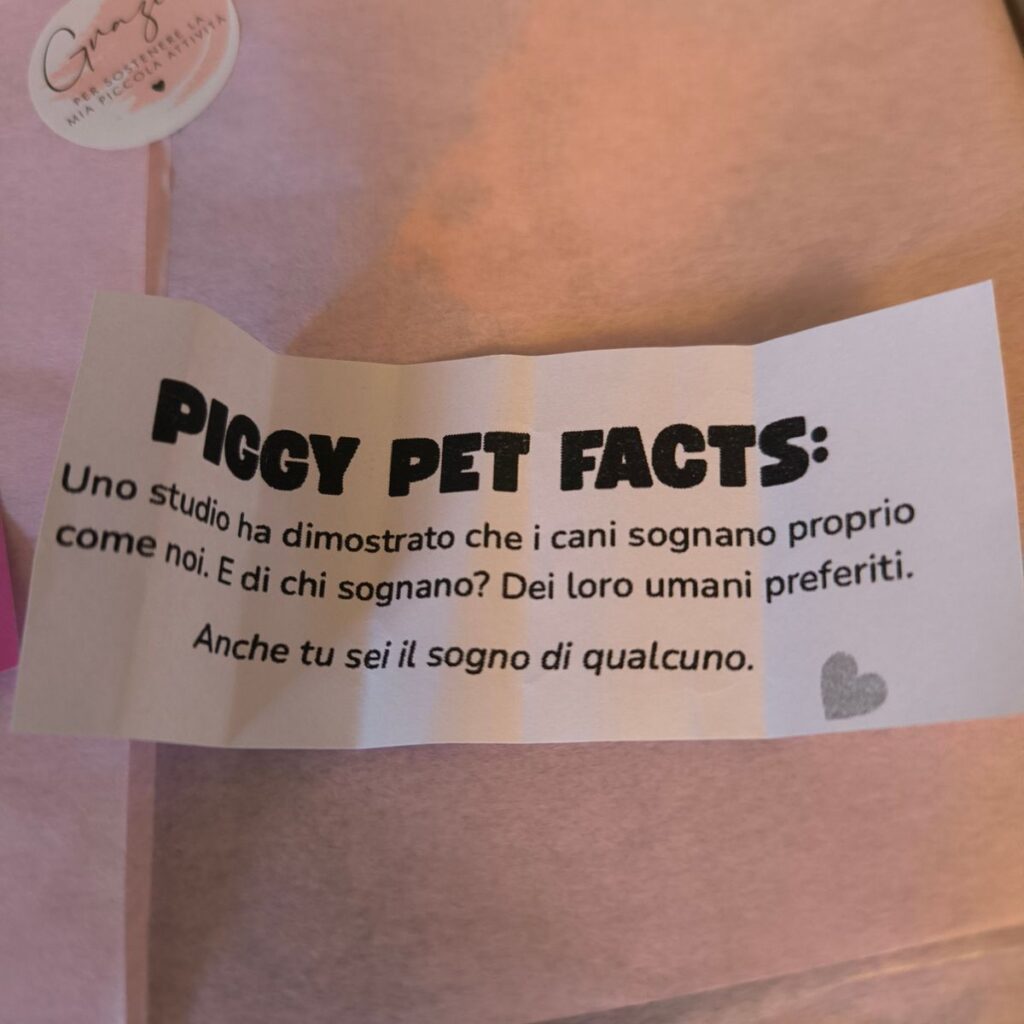 PER SOSTENERE LA
MIA PICCOLA ATTIVITÀ
PIGGY PET FACTS:
Uno studio ha dimostrato che i cani sognano proprio
come noi. E di chi sognano? Dei loro umani preferiti.
Anche tu sei il sogno di qualcuno.